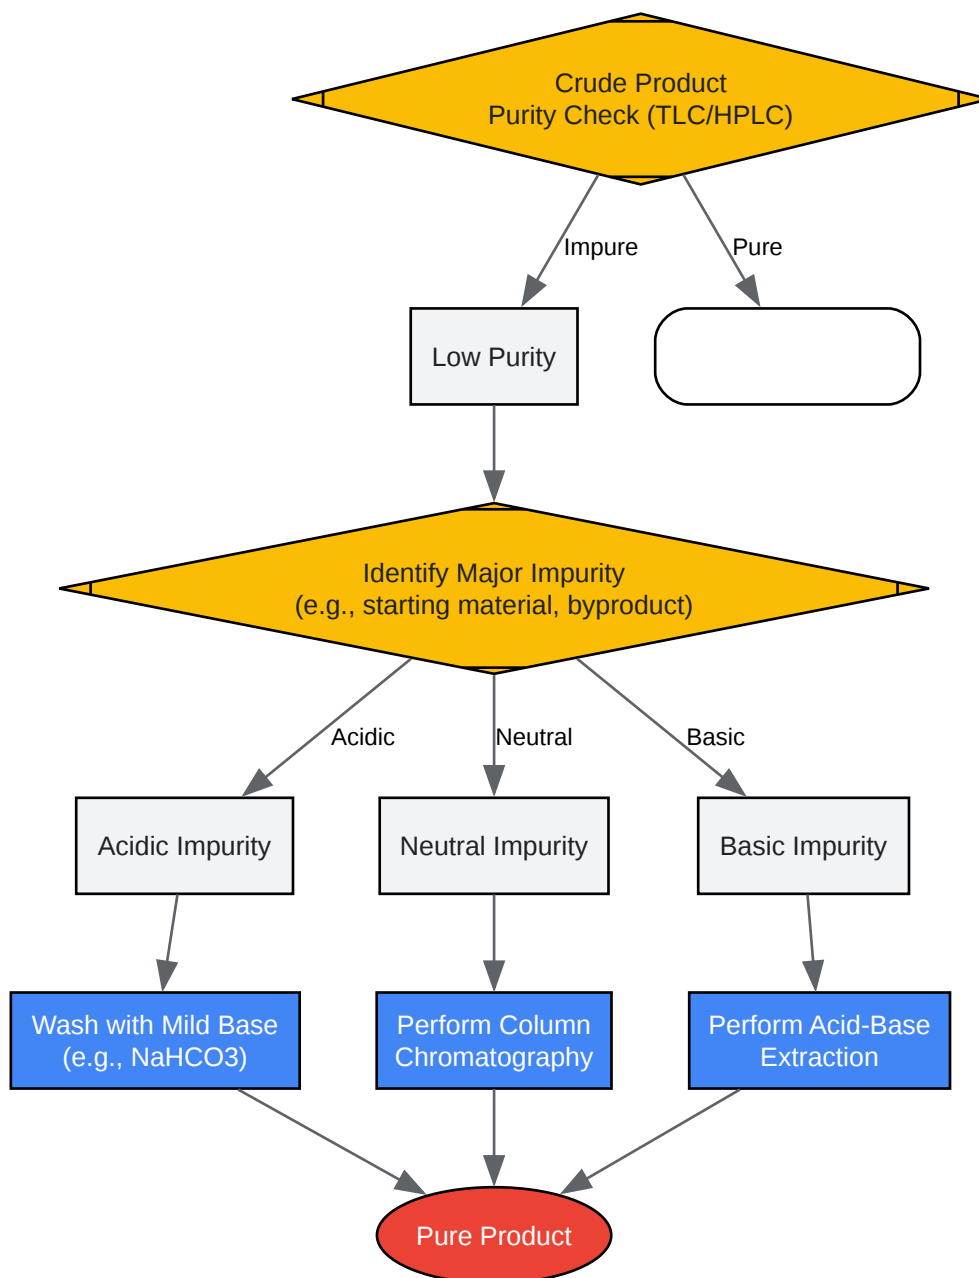 Crude Product
Purity Check (TLC/HPLC)
Impure
Pure
Low Purity
Identify Major Impurity
(e.g., starting material, byproduct)
Acidic
Neutral
Basic
Acidic Impurity
Neutral Impurity
Basic Impurity
Wash with Mild Base
(e.g., NaHCO3)
Perform Column
Chromatography
Perform Acid-Base
Extraction
Pure Product